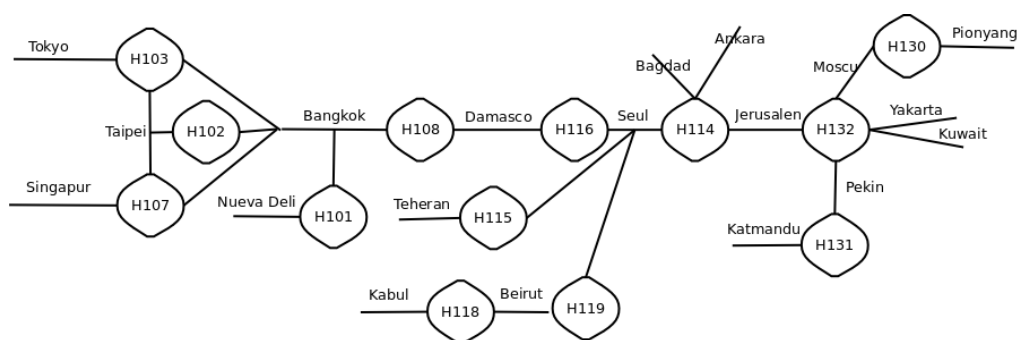 Tokyo
H103
Taipei
H102
Singapur
H107
Bangkok
Nueva Deli
H101
H108
Damasco
H116
Seul
Teheran
H115
Kabul
H118
Beirut
H119
Bagdad
Ankara
H114
Jerusalen
H132
Moscu
H130
Pionyang
Yakarta
Kuwait
Pekin
Katmandu
H131